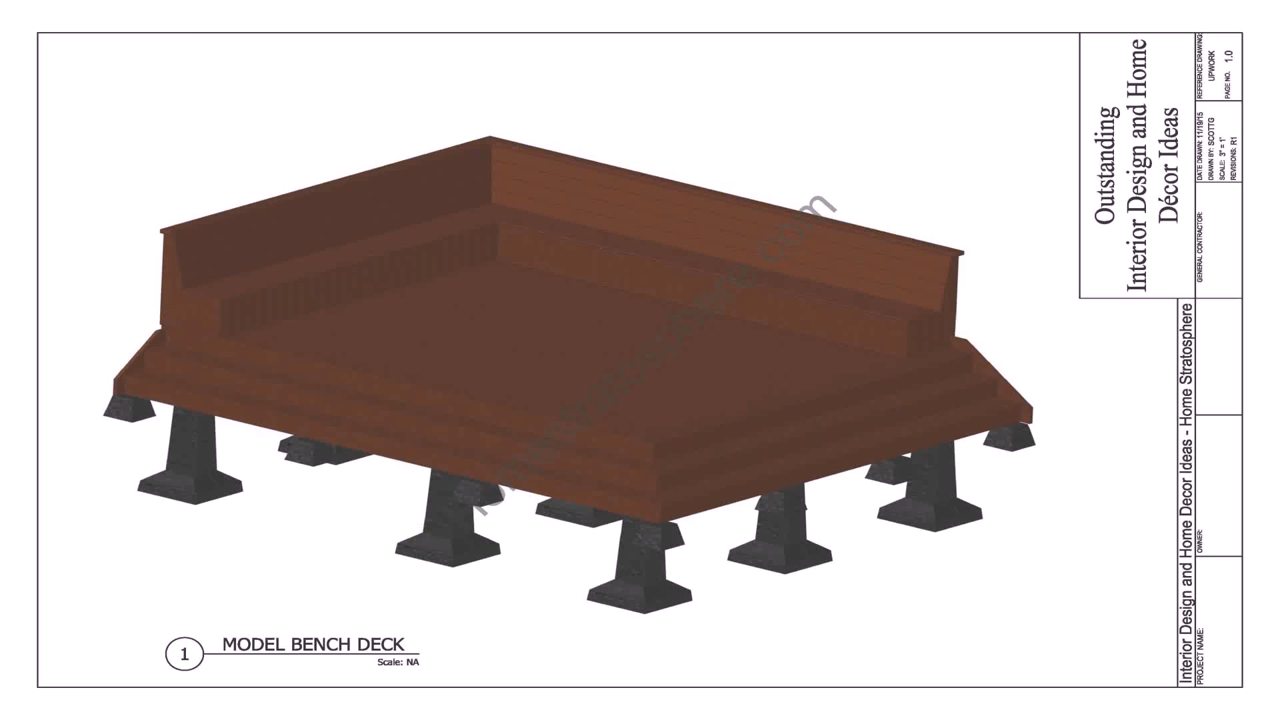 Outstanding
Interior Design and Home
Décor Ideas
REFERENCE DRAWING:
UPWORK
PAGE NO. 1.0
DATE DRAWN: 11/19/15
DRAWN BY: SCOTTG
SCALE: 3" = 1'
REVISIONS: R1
GENERAL CONTRACTOR:
OWNER:
Interior Design and Home Decor Ideas - Home Stratosphere
PROJECT NAME:
1
MODEL BENCH DECK
Scale: NA